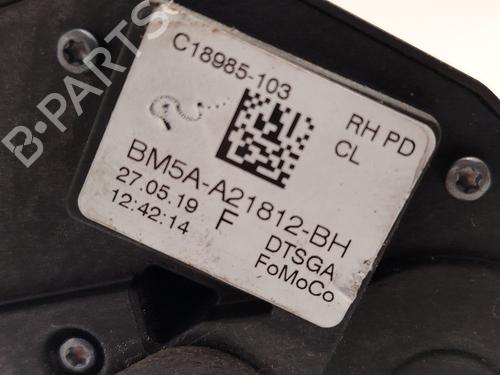 C18985-103
RH PD
CL
BM5A-A21812-BH
27.05.19 F
12:42:14
DTSGA
FoMoCo
B-PARTS